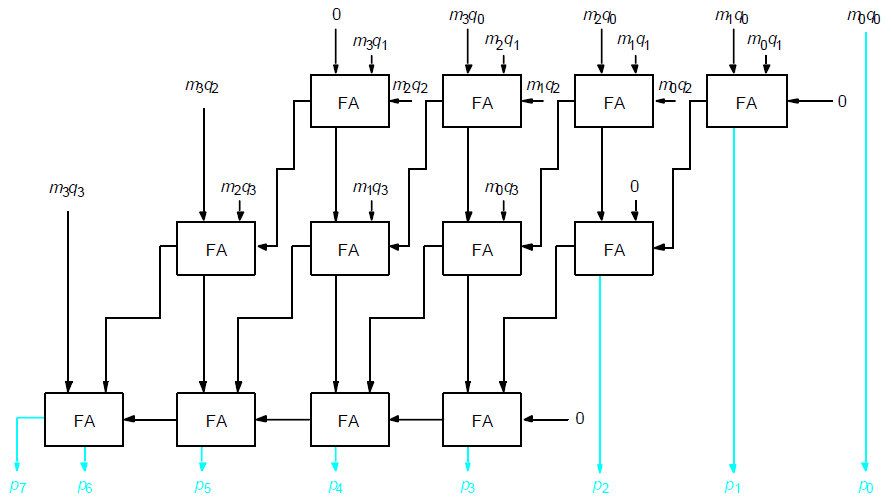 0 m3q0 m2q0 m1q0 m0q0
m3q1 m2q1 m1q1 m0q1
m3q2 FA m2q2 FA m1q2 FA m0q2 FA 0
m3q3 m2q3 m1q3 m0q3 0
FA FA FA FA
FA FA FA FA 0
p7 p6 p5 p4 p3 p2 p1 p0